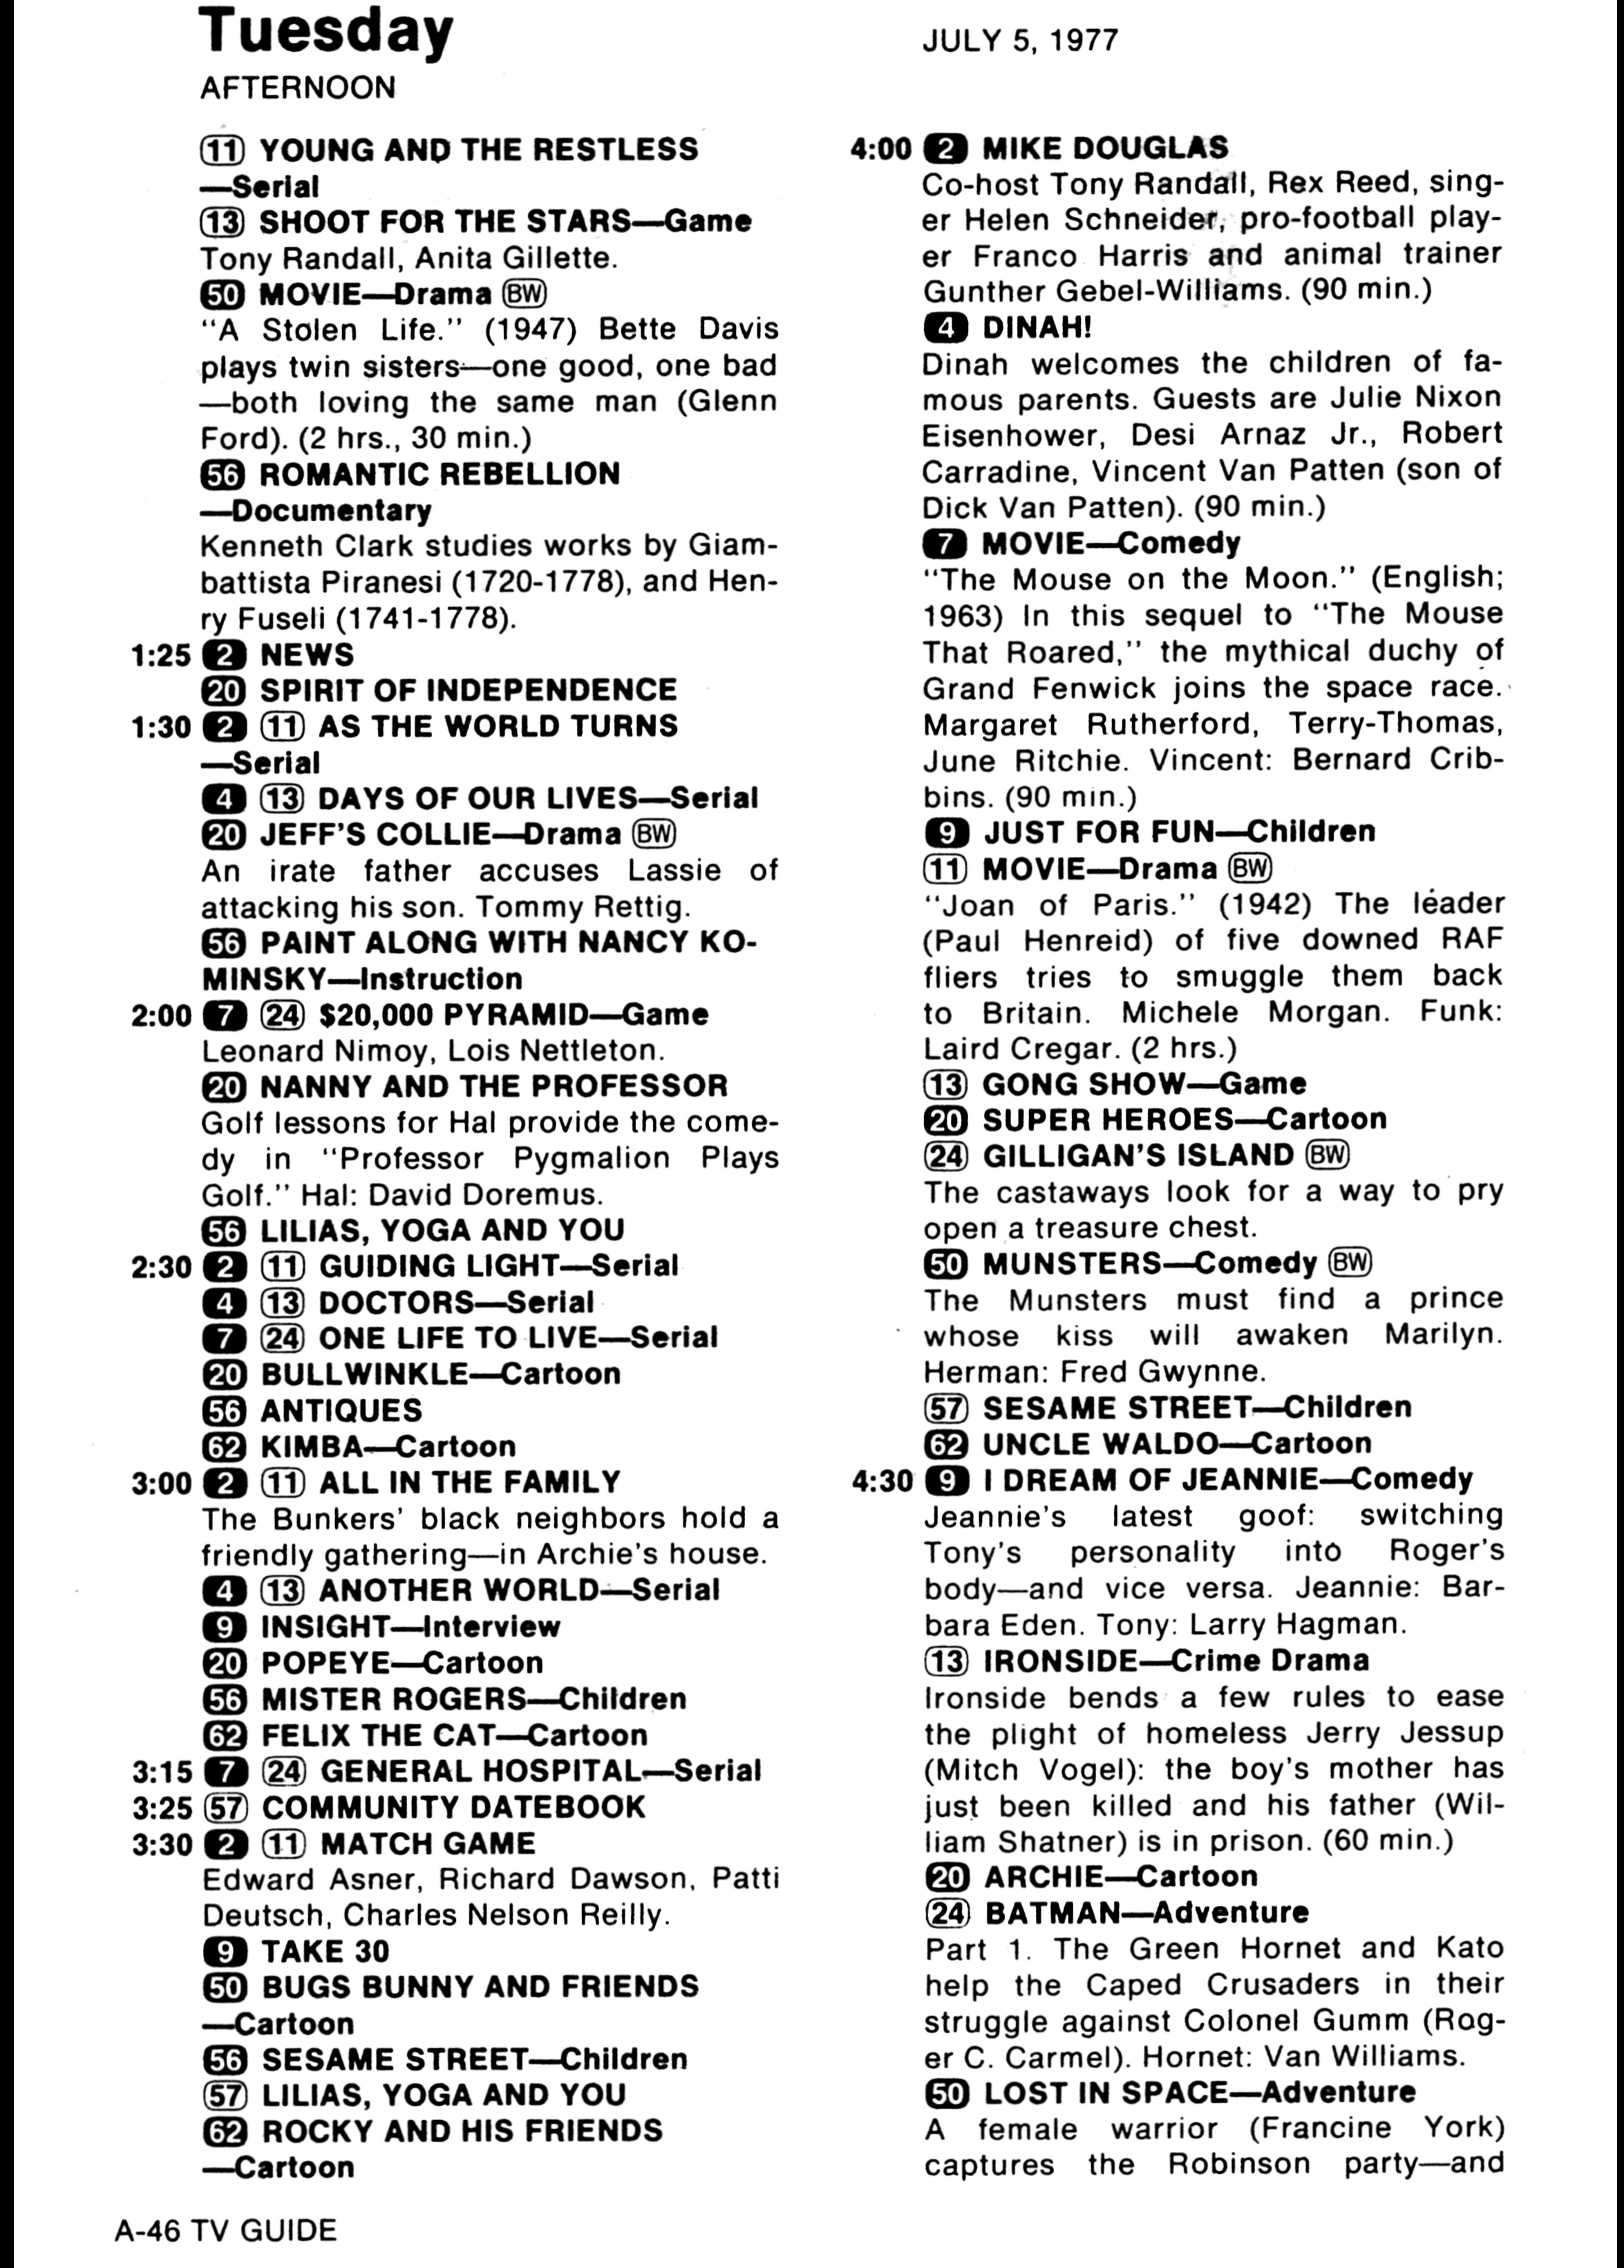 Tuesday
AFTERNOON
11 YOUNG AND THE RESTLESS
—Serial
13 SHOOT FOR THE STARS—Game
Tony Randall, Anita Gillette.
50 MOVIE—Drama BW
“A Stolen Life.” (1947) Bette Davis
plays twin sisters—one good, one bad
—both loving the same man (Glenn
Ford). (2 hrs., 30 min.)
56 ROMANTIC REBELLION
—Documentary
Kenneth Clark studies works by Giam-
battista Piranesi (1720-1778), and Hen-
ry Fuseli (1741-1778).
1:25 2 NEWS
20 SPIRIT OF INDEPENDENCE
1:30 2 11 AS THE WORLD TURNS
—Serial
4 13 DAYS OF OUR LIVES—Serial
20 JEFF'S COLLIE—Drama BW
An irate father accuses Lassie of
attacking his son. Tommy Rettig.
56 PAINT ALONG WITH NANCY KO-
MINSKY—Instruction
2:00 7 24 $20,000 PYRAMID—Game
Leonard Nimoy, Lois Nettleton.
20 NANNY AND THE PROFESSOR
Golf lessons for Hal provide the come-
dy in “Professor Pygmalion Plays
Golf.” Hal: David Doremus.
56 LILIAS, YOGA AND YOU
2:30 2 11 GUIDING LIGHT—Serial
4 13 DOCTORS—Serial
7 24 ONE LIFE TO LIVE—Serial
20 BULLWINKLE—Cartoon
56 ANTIQUES
62 KIMBA—Cartoon
3:00 2 11 ALL IN THE FAMILY
The Bunkers' black neighbors hold a
friendly gathering—in Archie's house.
4 13 ANOTHER WORLD—Serial
9 INSIGHT—Interview
20 POPEYE—Cartoon
56 MISTER ROGERS—Children
62 FELIX THE CAT—Cartoon
3:15 7 24 GENERAL HOSPITAL—Serial
3:25 57 COMMUNITY DATEBOOK
3:30 2 11 MATCH GAME
Edward Asner, Richard Dawson, Patti
Deutsch, Charles Nelson Reilly.
9 TAKE 30
50 BUGS BUNNY AND FRIENDS
—Cartoon
56 SESAME STREET—Children
57 LILIAS, YOGA AND YOU
62 ROCKY AND HIS FRIENDS
—Cartoon
A-46 TV GUIDE
JULY 5, 1977
4:00 2 MIKE DOUGLAS
Co-host Tony Randall, Rex Reed, sing-
er Helen Schneider, pro-football play-
er Franco Harris and animal trainer
Gunther Gebel-Williams. (90 min.)
4 DINAH!
Dinah welcomes the children of fa-
mous parents. Guests are Julie Nixon
Eisenhower, Desi Arnaz Jr., Robert
Carradine, Vincent Van Patten (son of
Dick Van Patten). (90 min.)
7 MOVIE—Comedy
“The Mouse on the Moon.” (English;
1963) In this sequel to “The Mouse
That Roared,” the mythical duchy of
Grand Fenwick joins the space race.
Margaret Rutherford, Terry-Thomas,
June Ritchie. Vincent: Bernard Crib-
bins. (90 min.)
9 JUST FOR FUN—Children
11 MOVIE—Drama BW
“Joan of Paris.” (1942) The leader
(Paul Henreid) of five downed RAF
fliers tries to smuggle them back
to Britain. Michele Morgan. Funk:
Laird Cregar. (2 hrs.)
13 GONG SHOW—Game
20 SUPER HEROES—Cartoon
24 GILLIGAN'S ISLAND BW
The castaways look for a way to pry
open a treasure chest.
50 MUNSTERS—Comedy BW
The Munsters must find a prince
whose kiss will awaken Marilyn.
Herman: Fred Gwynne.
57 SESAME STREET—Children
62 UNCLE WALDO—Cartoon
4:30 9 I DREAM OF JEANNIE—Comedy
Jeannie's latest goof: switching
Tony's personality into Roger's
body—and vice versa. Jeannie: Bar-
bara Eden. Tony: Larry Hagman.
13 IRONSIDE—Crime Drama
Ironside bends a few rules to ease
the plight of homeless Jerry Jessup
(Mitch Vogel): the boy's mother has
just been killed and his father (Wil-
liam Shatner) is in prison. (60 min.)
20 ARCHIE—Cartoon
24 BATMAN—Adventure
Part 1. The Green Hornet and Kato
help the Caped Crusaders in their
struggle against Colonel Gumm (Rog-
er C. Carmel). Hornet: Van Williams.
50 LOST IN SPACE—Adventure
A female warrior (Francine York)
captures the Robinson party—and